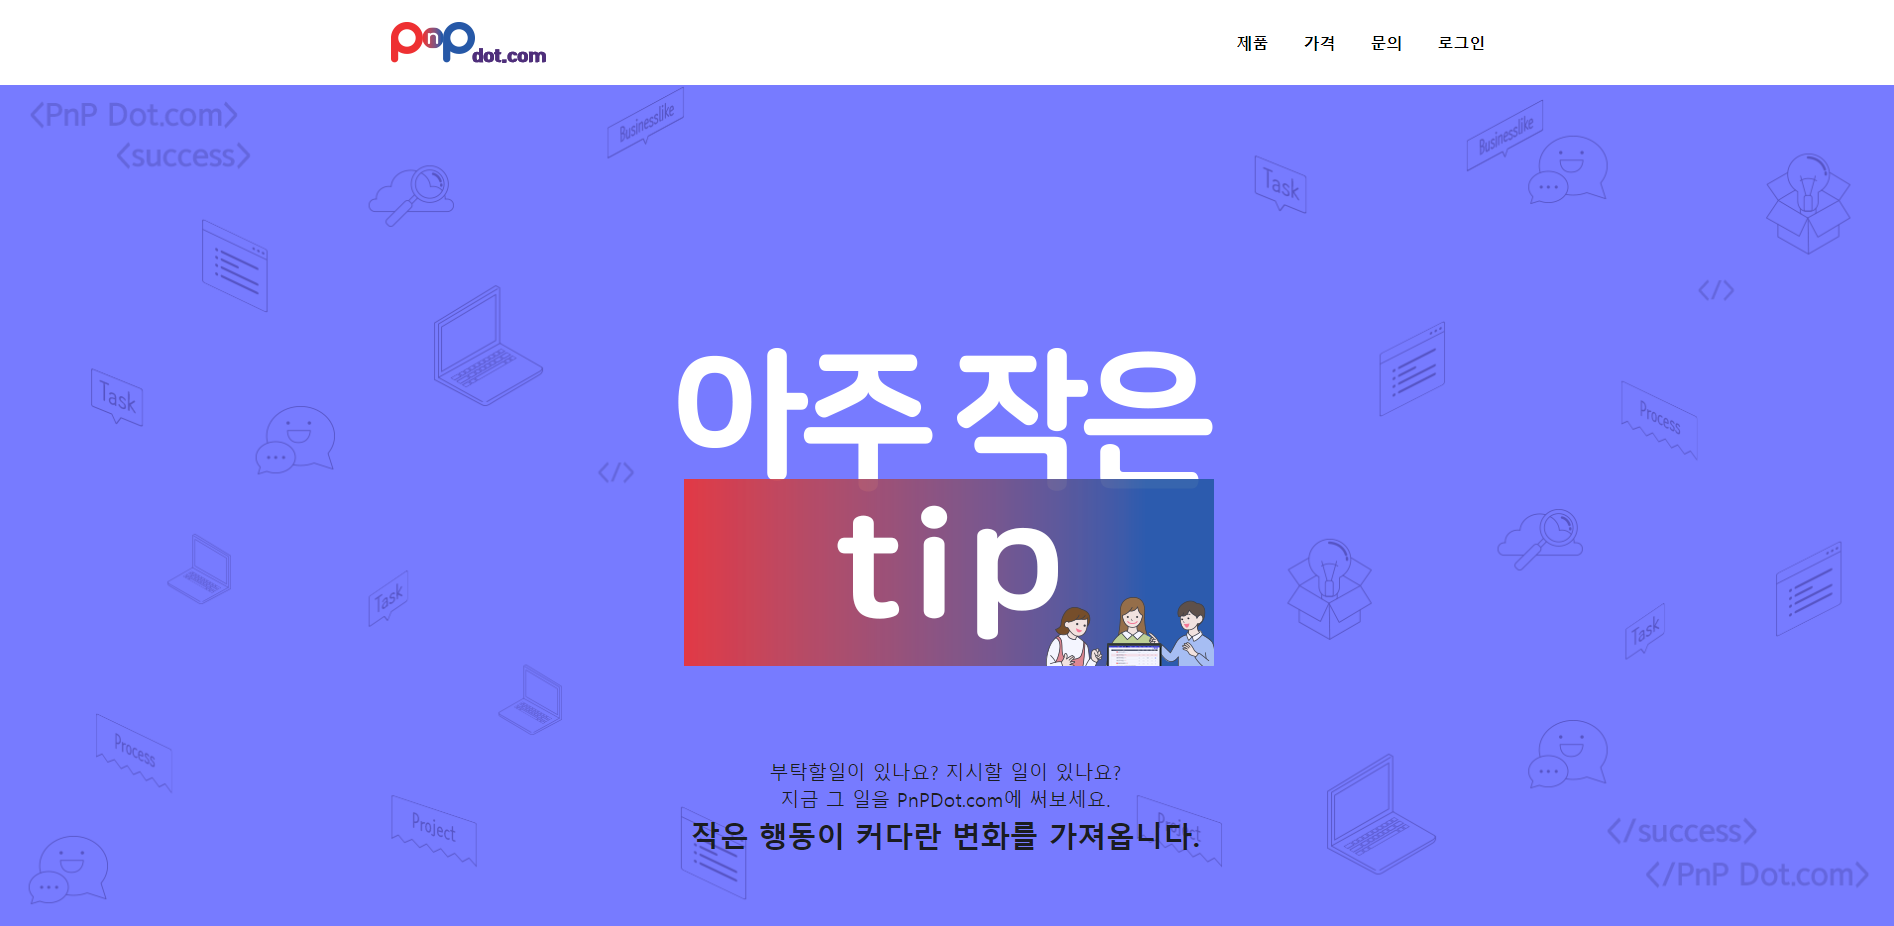 PnP dot.com
제품 가격 문의 로그인
<PnP Dot.com>
<success>
Businesslike
Businesslike
Task
</>
Task
Process
</>
아주 작은
tip
Task
Task
Process
부탁할일이 있나요? 지시할 일이 있나요?
지금 그 일을 PnPDot.com에 써보세요.
작은 행동이 커다란 변화를 가져옵니다.
Project
Project
</success>
</PnP Dot.com>